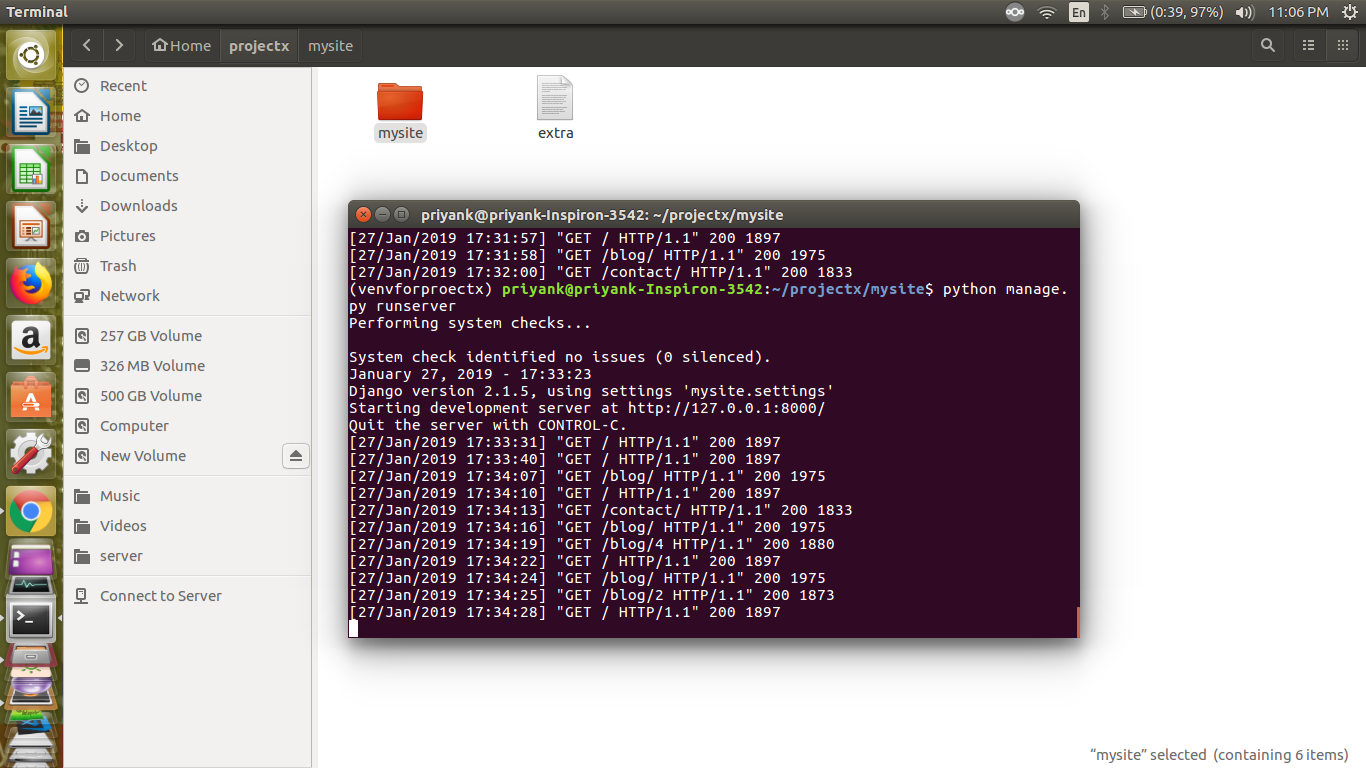 Terminal
En
(0:39, 97%)
11:06 PM
Home
projectx
mysite
Recent
Home
Desktop
Documents
Downloads
Pictures
Trash
Network
257 GB Volume
326 MB Volume
500 GB Volume
Computer
New Volume
Music
Videos
server
Connect to Server
mysite
extra
priyank@priyank-Inspiron-3542: ~/projectx/mysite
[27/Jan/2019 17:31:57] "GET / HTTP/1.1" 200 1897
[27/Jan/2019 17:31:58] "GET /blog/ HTTP/1.1" 200 1975
[27/Jan/2019 17:32:00] "GET /contact/ HTTP/1.1" 200 1833
(venvforproectx) priyank@priyank-Inspiron-3542:~/projectx/mysite$ python manage.
py runserver
Performing system checks...
System check identified no issues (0 silenced).
January 27, 2019 - 17:33:23
Django version 2.1.5, using settings 'mysite.settings'
Starting development server at http://127.0.0.1:8000/
Quit the server with CONTROL-C.
[27/Jan/2019 17:33:31] "GET / HTTP/1.1" 200 1897
[27/Jan/2019 17:33:40] "GET / HTTP/1.1" 200 1897
[27/Jan/2019 17:34:07] "GET /blog/ HTTP/1.1" 200 1975
[27/Jan/2019 17:34:10] "GET / HTTP/1.1" 200 1897
[27/Jan/2019 17:34:13] "GET /contact/ HTTP/1.1" 200 1833
[27/Jan/2019 17:34:16] "GET /blog/ HTTP/1.1" 200 1975
[27/Jan/2019 17:34:19] "GET /blog/4 HTTP/1.1" 200 1880
[27/Jan/2019 17:34:22] "GET / HTTP/1.1" 200 1897
[27/Jan/2019 17:34:24] "GET /blog/ HTTP/1.1" 200 1975
[27/Jan/2019 17:34:25] "GET /blog/2 HTTP/1.1" 200 1873
[27/Jan/2019 17:34:28] "GET / HTTP/1.1" 200 1897
“mysite” selected (containing 6 items)